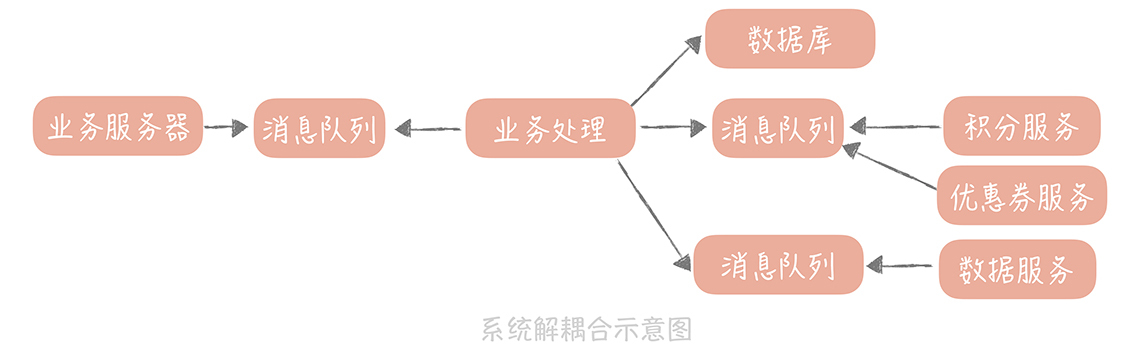 数据库
业务服务器
消息队列
业务处理
消息队列
积分服务
优惠券服务
消息队列
数据服务
系统解耦合示意图